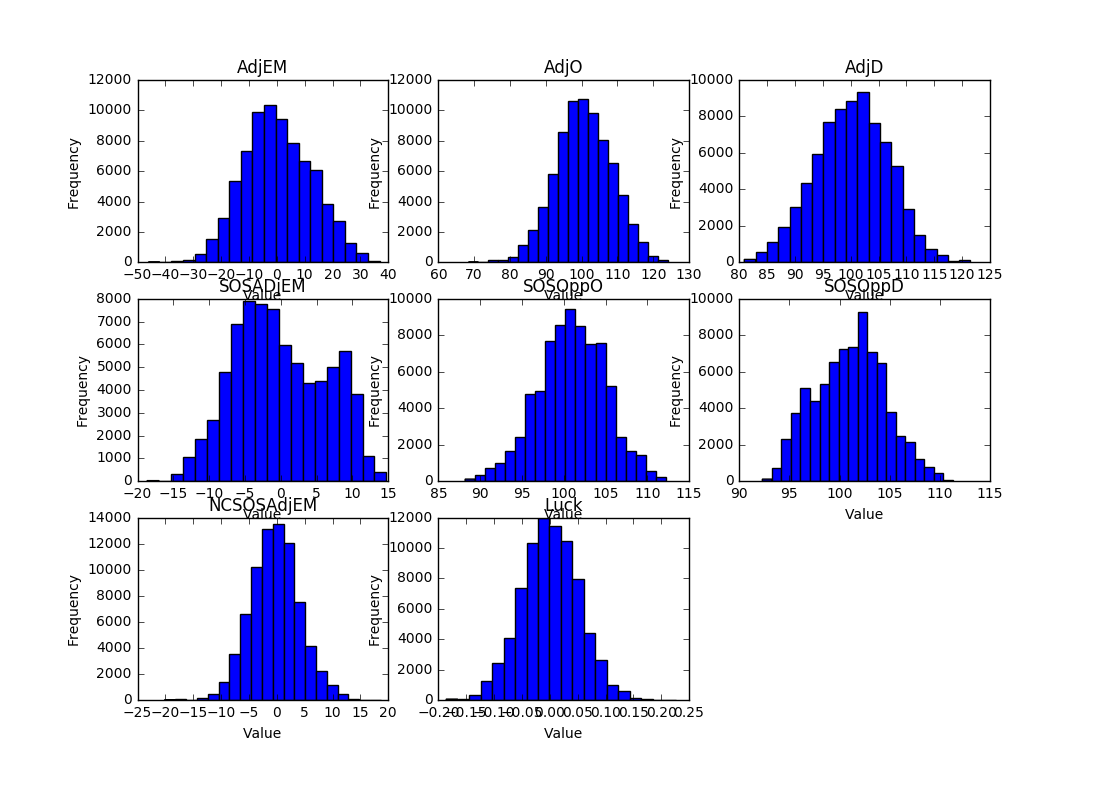 AdjEM
AdjO
AdjD
12000
10000
8000
6000
4000
2000
0
Frequency
−50 −40 −30 −20 −10 0 10 20 30 40
Value
12000
10000
8000
6000
4000
2000
0
Frequency
60 70 80 90 100 110 120 130
Value
10000
8000
6000
4000
2000
0
Frequency
80 85 90 95 100 105 110 115 120 125
Value
SOSADjEM
SOSOppO
SOSOppD
8000
7000
6000
5000
4000
3000
2000
1000
0
Frequency
−20 −15 −10 −5 0 5 10 15
Value
10000
8000
6000
4000
2000
0
Frequency
85 90 95 100 105 110 115
Value
10000
8000
6000
4000
2000
0
Frequency
90 95 100 105 110 115
Value
NCSOSAdjEM
Luck
14000
12000
10000
8000
6000
4000
2000
0
Frequency
−25 −20 −15 −10 −5 0 5 10 15 20
Value
12000
10000
8000
6000
4000
2000
0
Frequency
−0.20 −0.15 −0.10 −0.05 0.00 0.05 0.10 0.15 0.20 0.25
Value